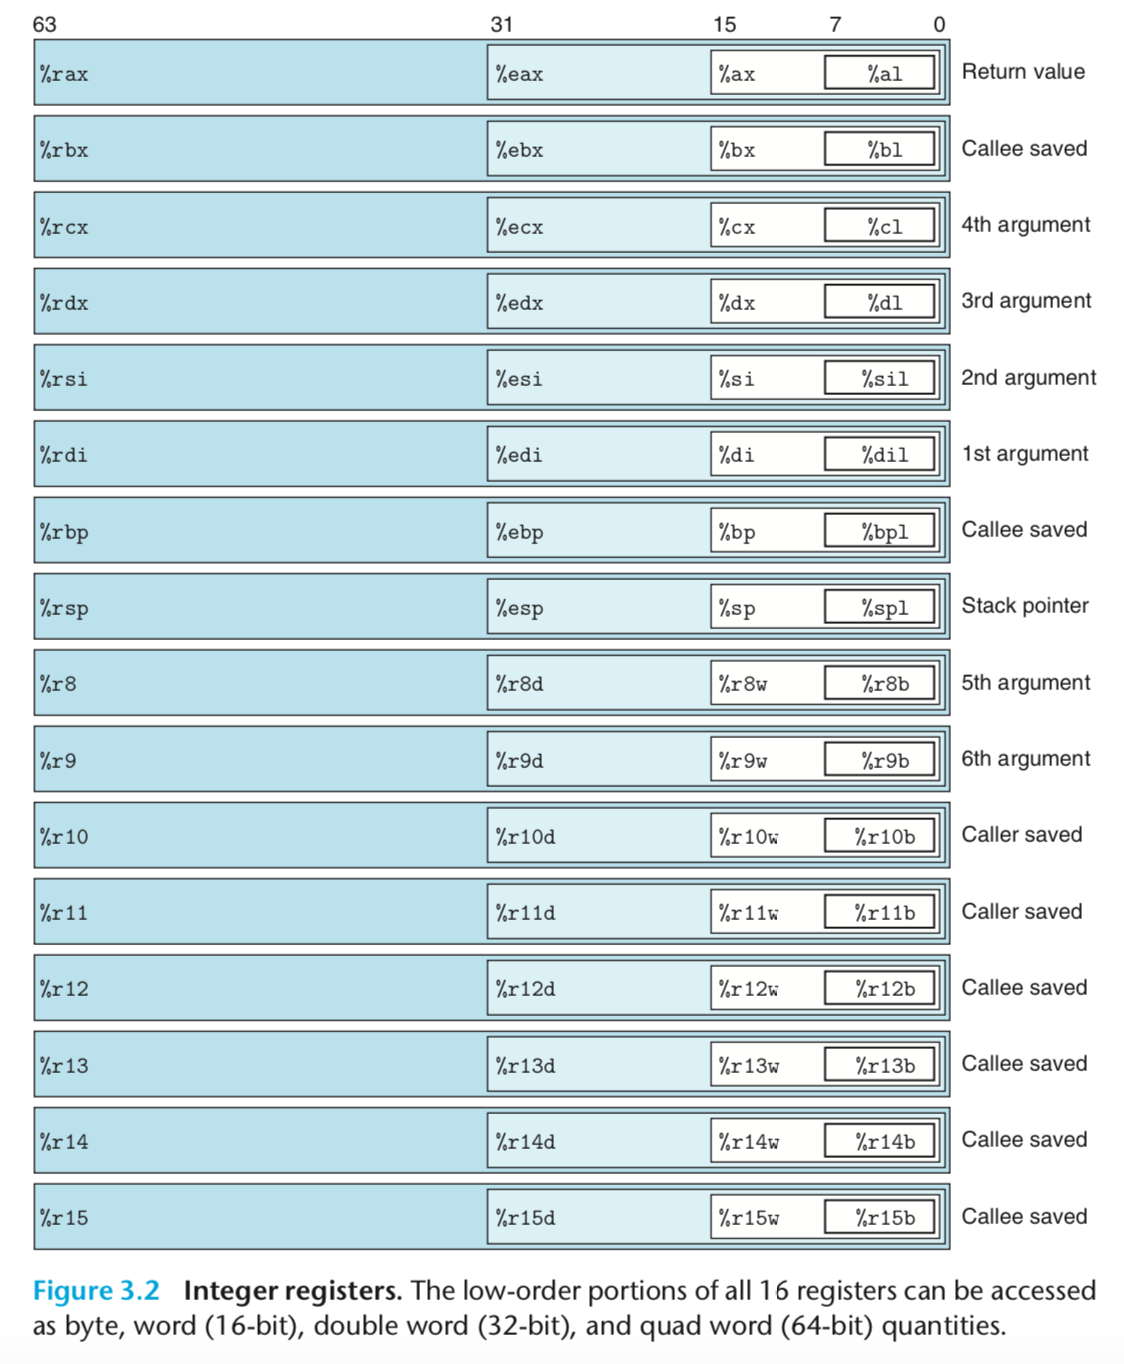 63 31 15 7 0
%rax %eax %ax %al Return value
%rbx %ebx %bx %bl Callee saved
%rcx %ecx %cx %cl 4th argument
%rdx %edx %dx %dl 3rd argument
%rsi %esi %si %sil 2nd argument
%rdi %edi %di %dil 1st argument
%rbp %ebp %bp %bpl Callee saved
%rsp %esp %sp %spl Stack pointer
%r8 %r8d %r8w %r8b 5th argument
%r9 %r9d %r9w %r9b 6th argument
%r10 %r10d %r10w %r10b Caller saved
%r11 %r11d %r11w %r11b Caller saved
%r12 %r12d %r12w %r12b Callee saved
%r13 %r13d %r13w %r13b Callee saved
%r14 %r14d %r14w %r14b Callee saved
%r15 %r15d %r15w %r15b Callee saved
Figure 3.2 Integer registers. The low-order portions of all 16 registers can be accessed
as byte, word (16-bit), double word (32-bit), and quad word (64-bit) quantities.